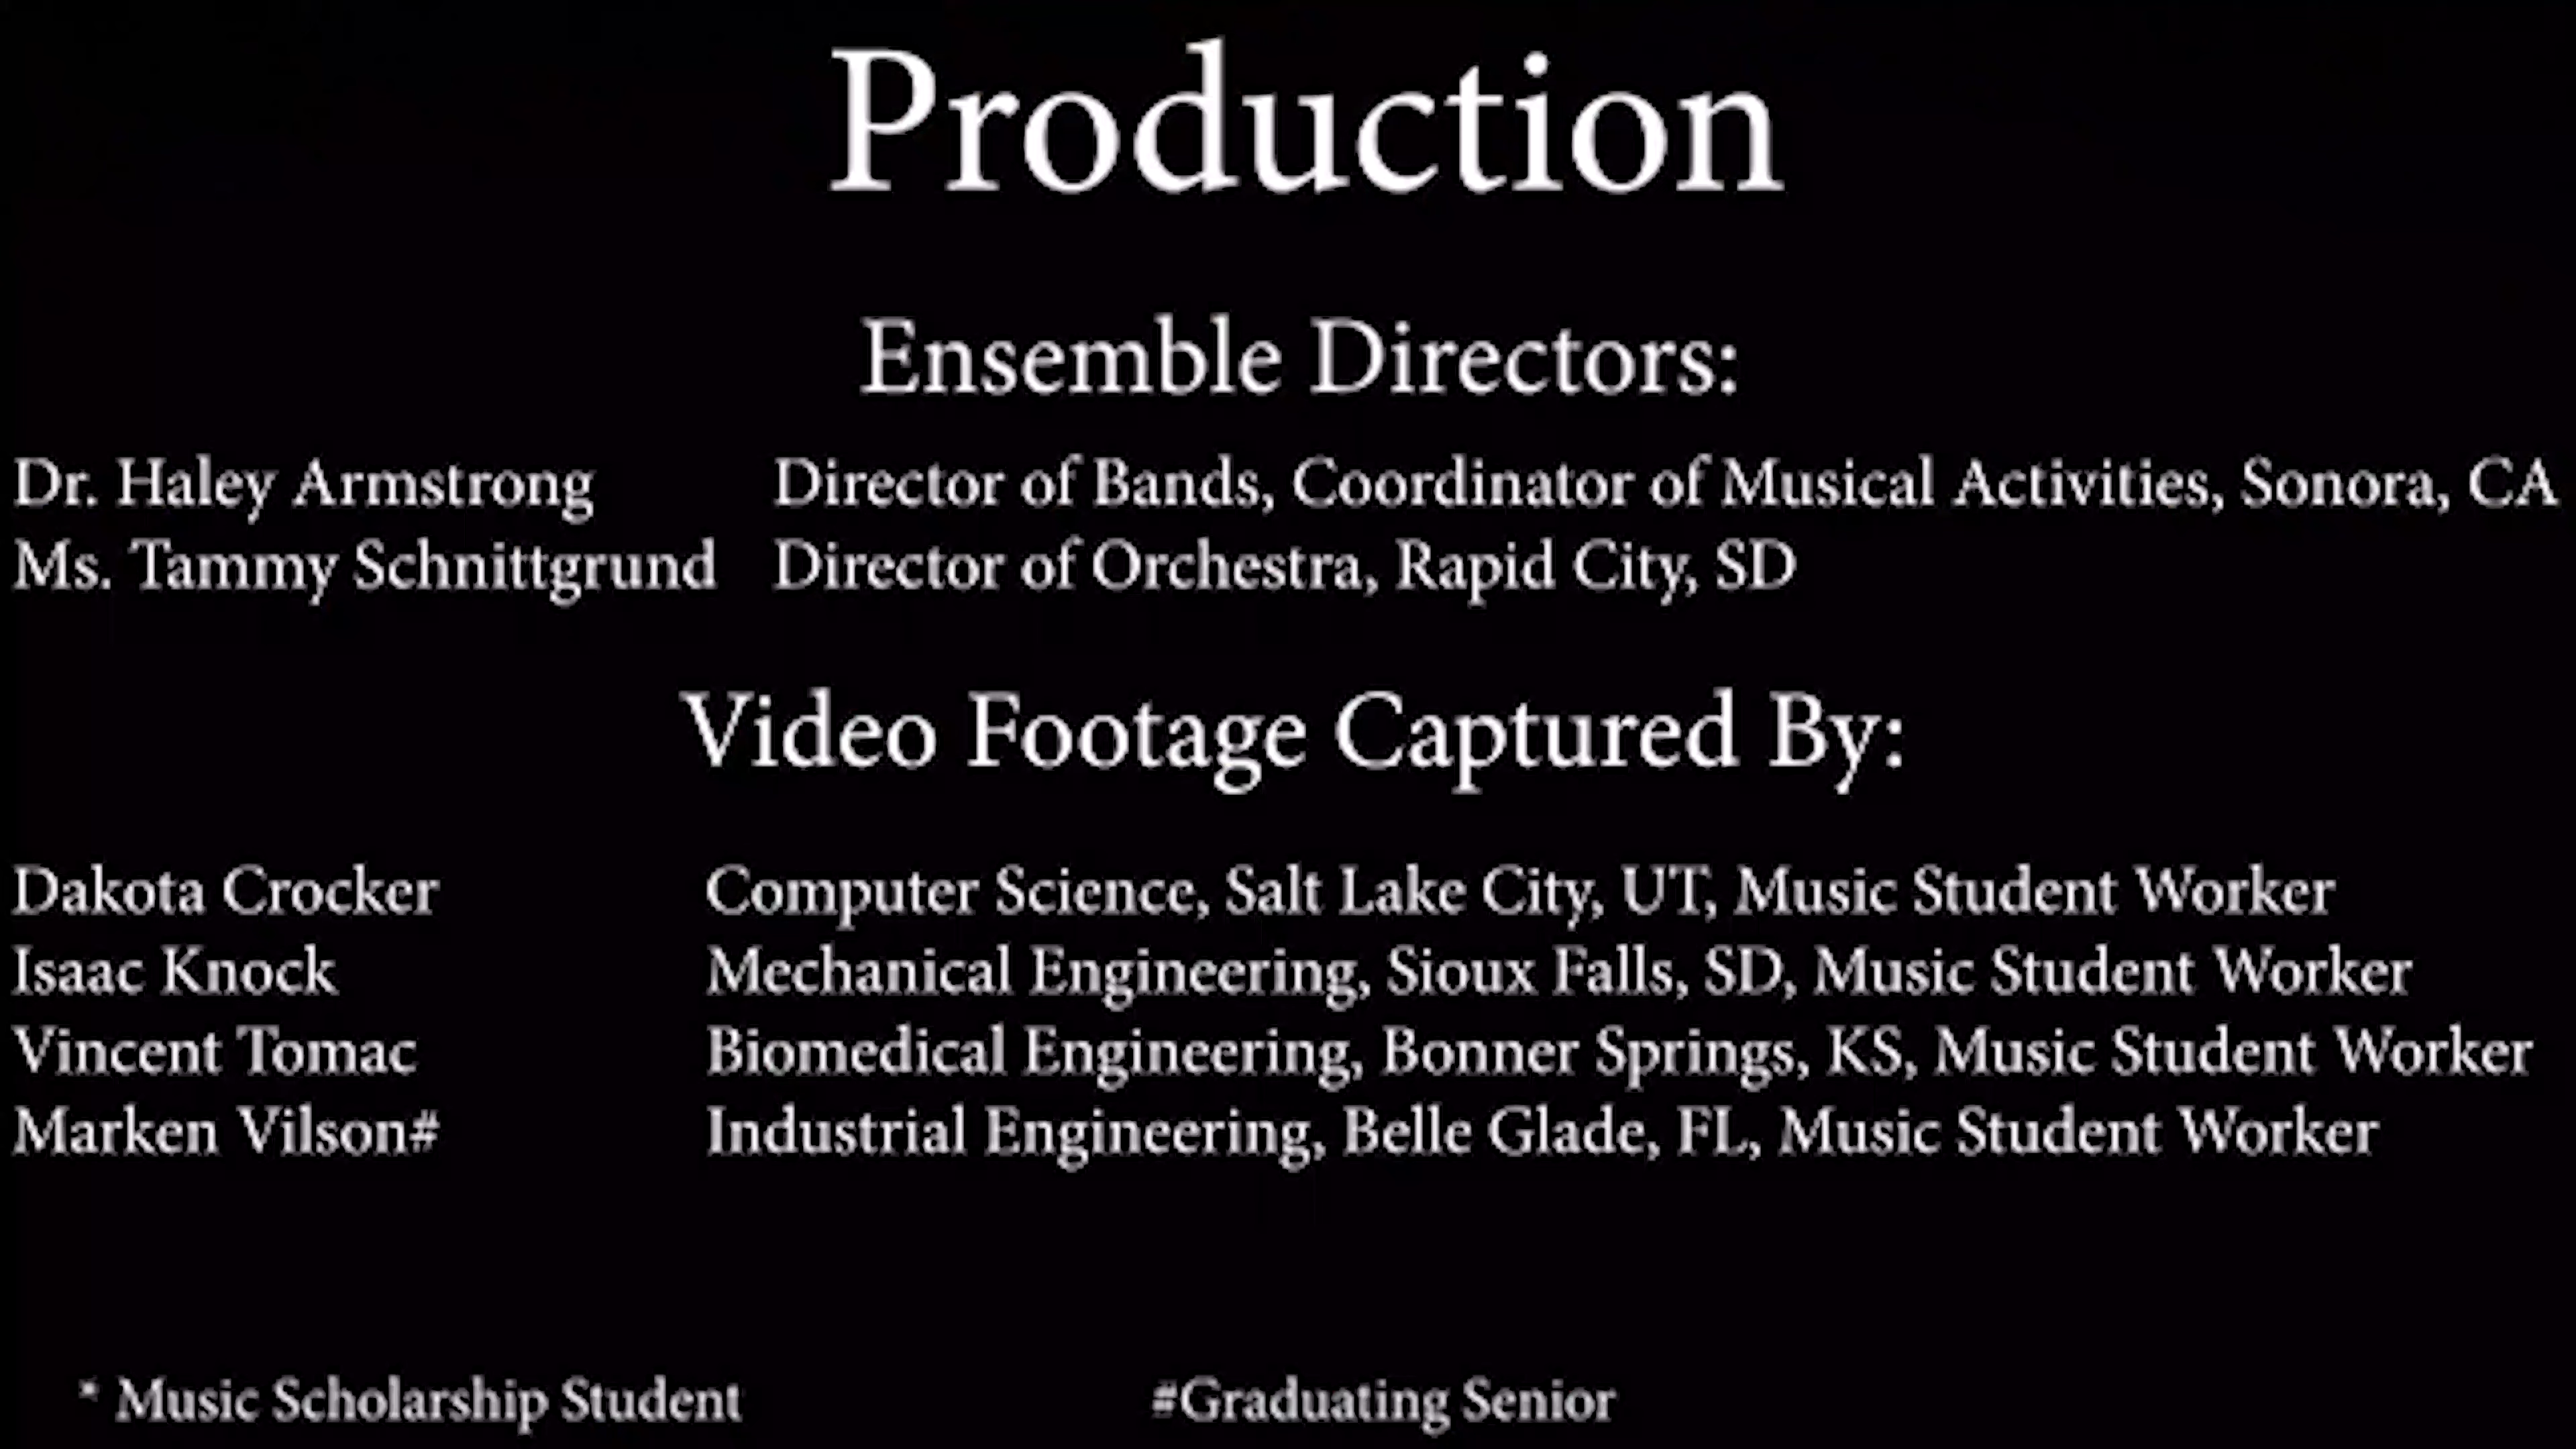 Production
Ensemble Directors:
Dr. Haley Armstrong Director of Bands, Coordinator of Musical Activities, Sonora, CA
Ms. Tammy Schnittgrund Director of Orchestra, Rapid City, SD
Video Footage Captured By:
Dakota Crocker Computer Science, Salt Lake City, UT, Music Student Worker
Isaac Knock Mechanical Engineering, Sioux Falls, SD, Music Student Worker
Vincent Tomac Biomedical Engineering, Bonner Springs, KS, Music Student Worker
Marken Vilson# Industrial Engineering, Belle Glade, FL, Music Student Worker
* Music Scholarship Student #Graduating Senior